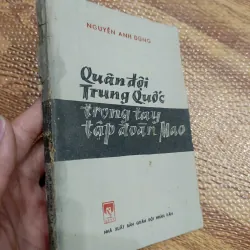 NGUYỄN ANH DŨNG
Quân đội
Trung Quốc
trong tay
tập đoàn Mao
NHÀ XUẤT BẢN QUÂN ĐỘI NHÂN DÂN